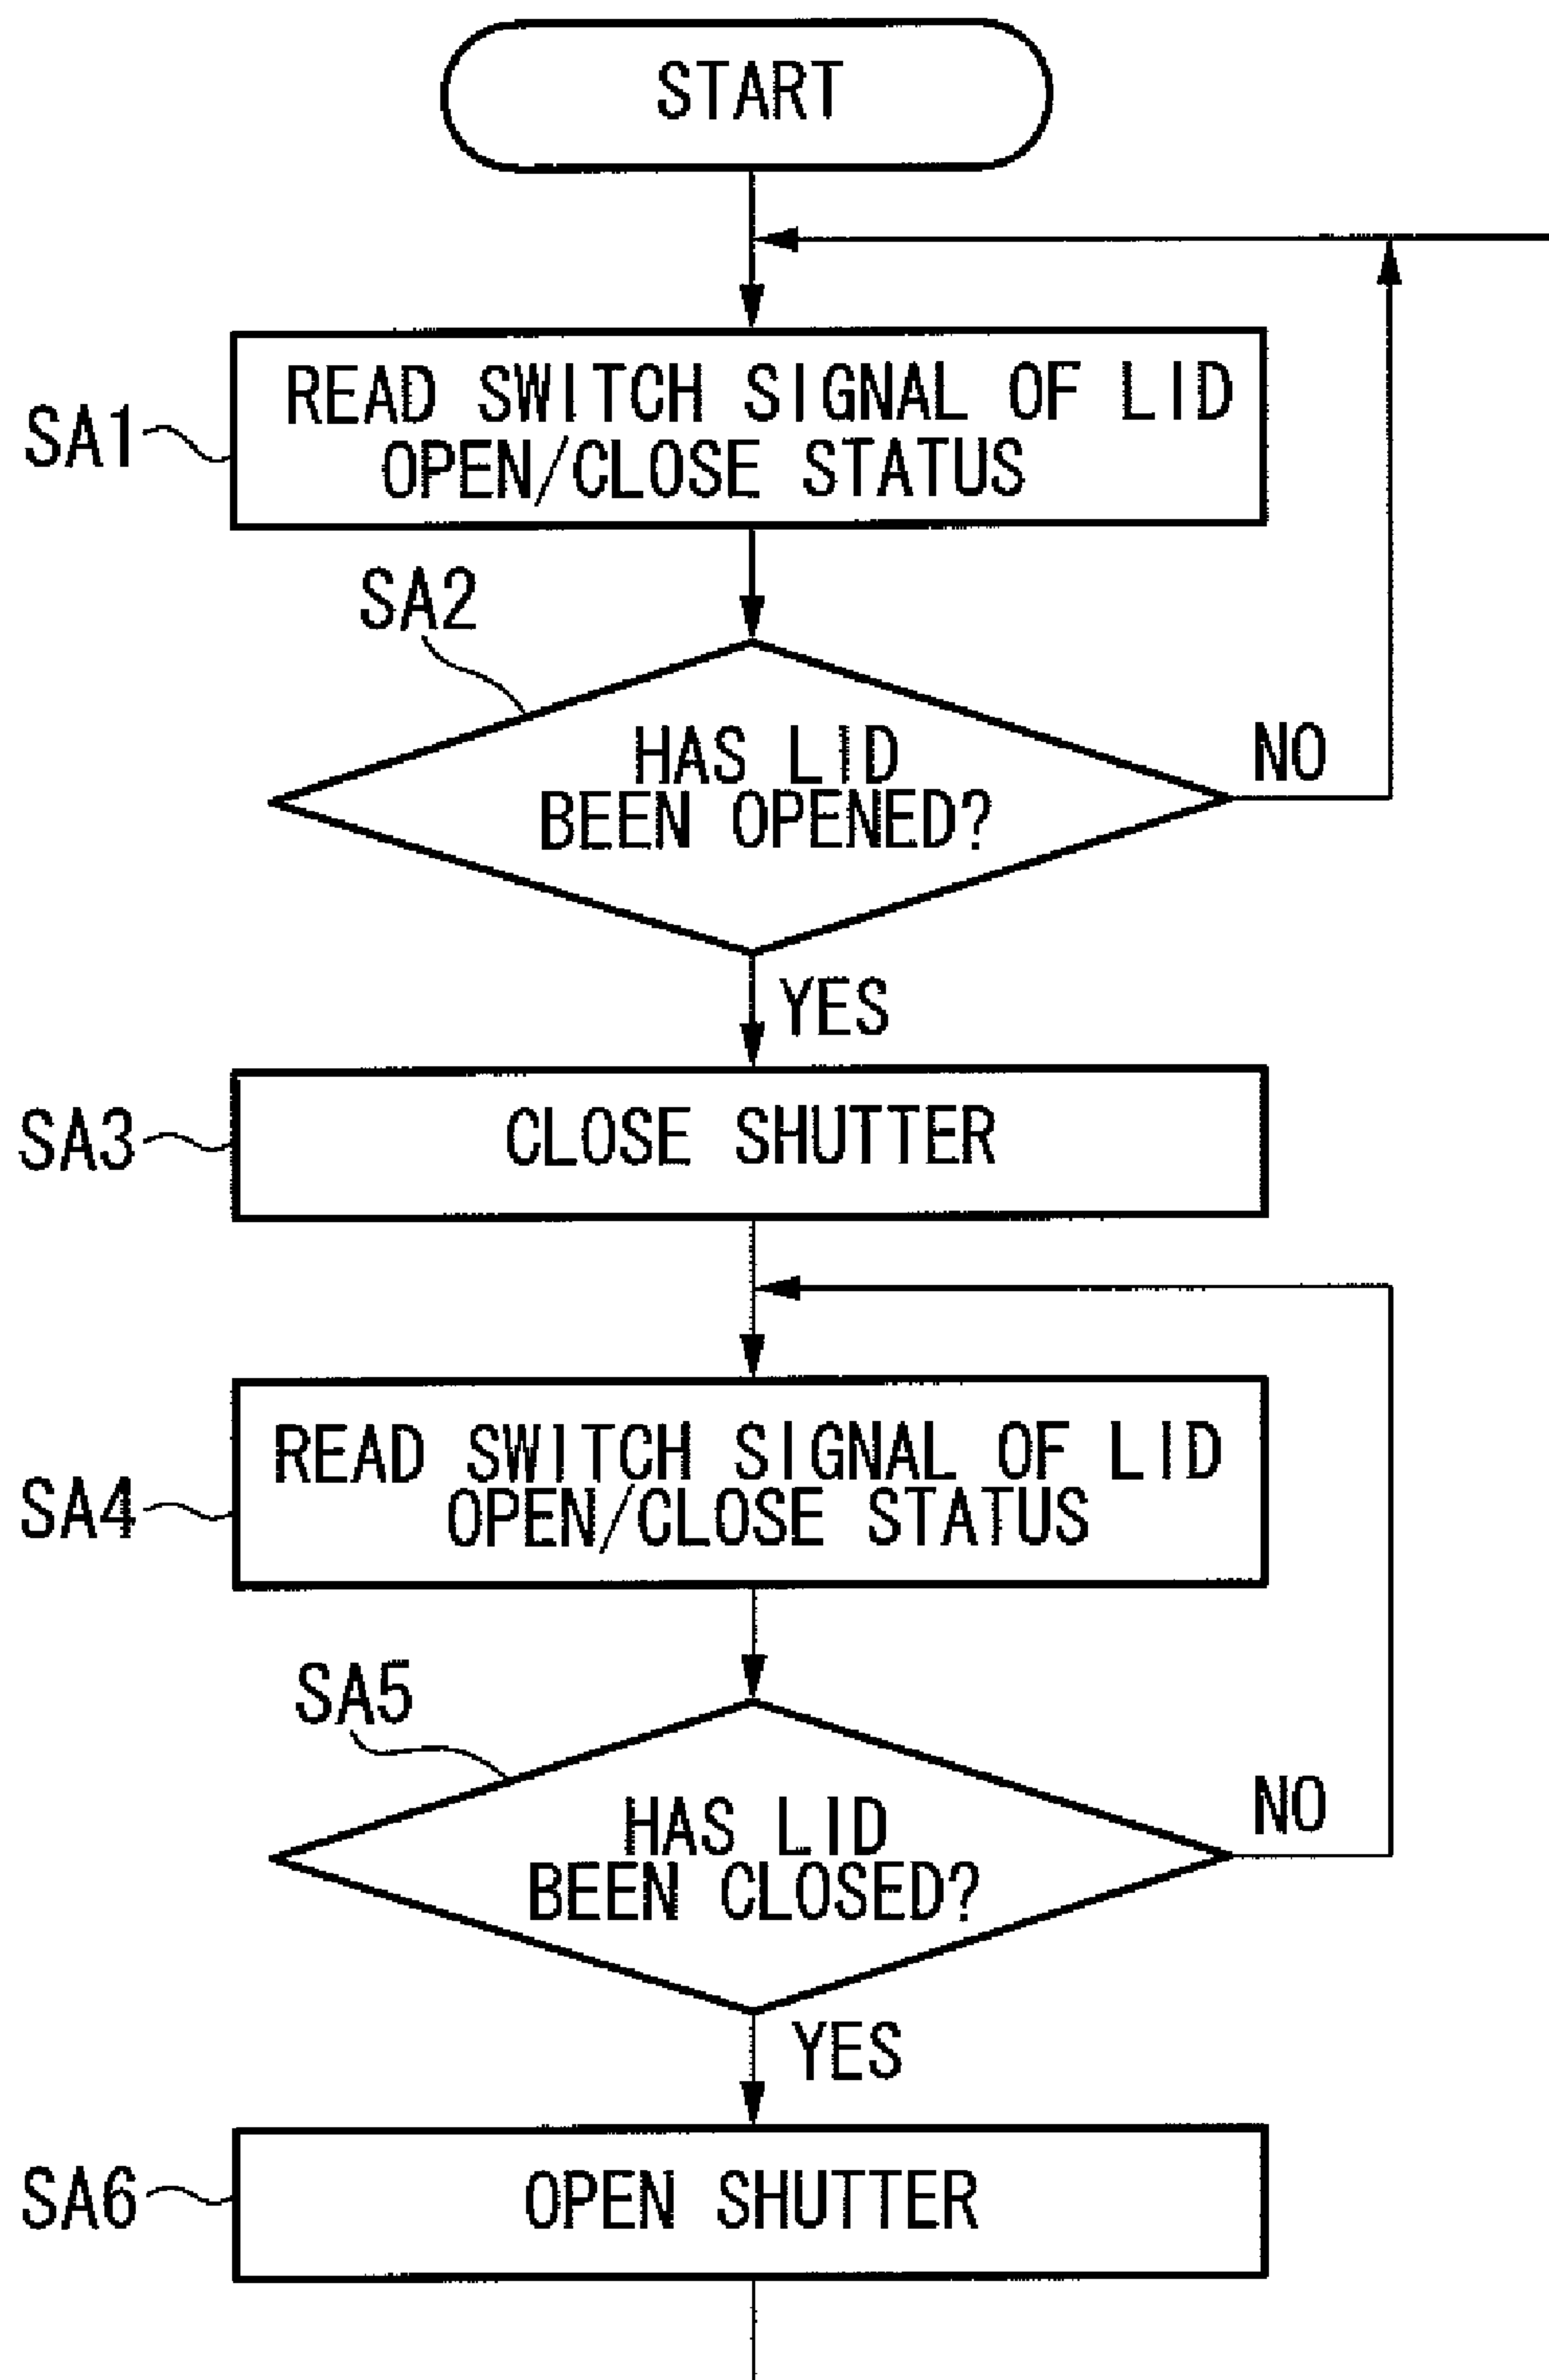 START
READ SWITCH SIGNAL OF LID
OPEN/CLOSE STATUS
SA1
SA2
HAS LID
BEEN OPENED?
NO
YES
SA3
CLOSE SHUTTER
READ SWITCH SIGNAL OF LID
OPEN/CLOSE STATUS
SA4
SA5
HAS LID
BEEN CLOSED?
NO
YES
SA6
OPEN SHUTTER